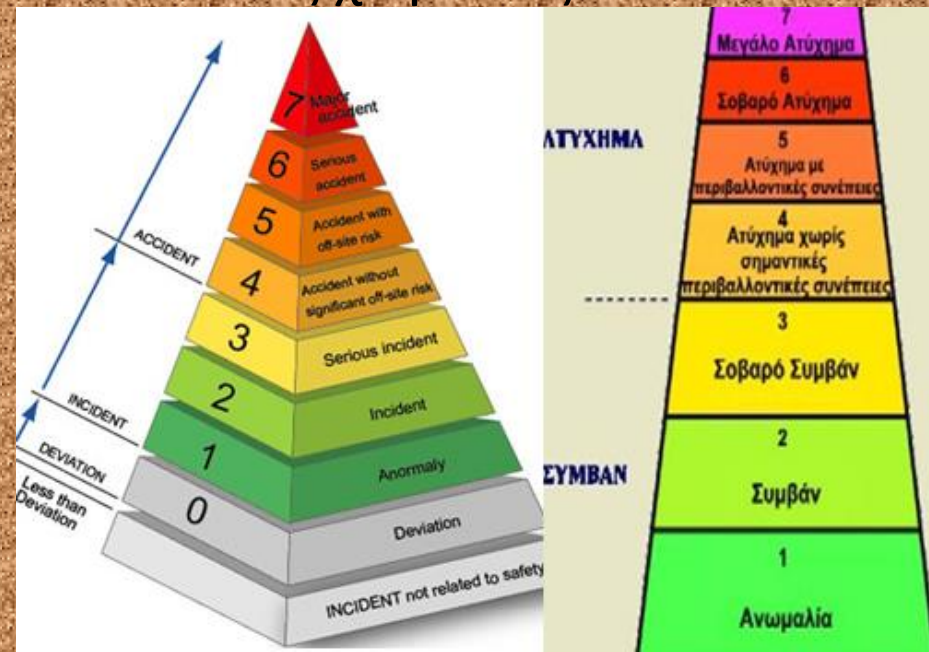 7
Major
accident
6
Serious
accident
5
Accident with
off-site risk
ACCIDENT
4
Accident without
significant off-site risk
3
Serious incident
INCIDENT
2
Incident
DEVIATION
1
Anormaly
Less than
Deviation
0
Deviation
INCIDENT not related to safety
7
Μεγάλο Ατύχημα
6
Σοβαρό Ατύχημα
ΑΤΥΧΗΜΑ
5
Ατύχημα με
περιβαλλοντικές συνέπειες
4
Ατύχημα χωρίς
σημαντικές
περιβαλλοντικές συνέπειες
3
Σοβαρό Συμβάν
ΣΥΜΒΑΝ
2
Συμβάν
1
Ανωμαλία